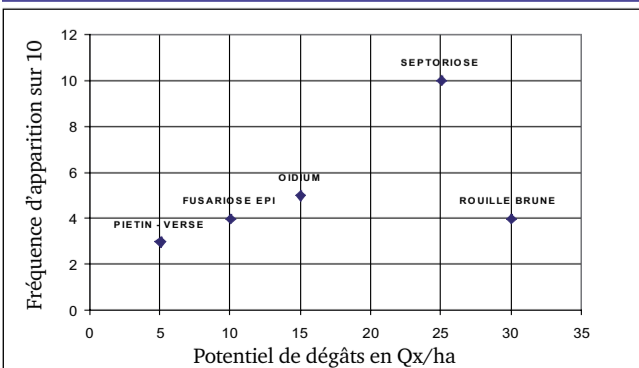 Fréquence d'apparition sur 10
12
10
8
6
4
2
0
SEPTORIOSE
OIDIUM
FUSARIOSE EPI
ROUILLE BRUNE
PIETIN - VERSE
0 5 10 15 20 25 30 35
Potentiel de dégâts en Qx/ha